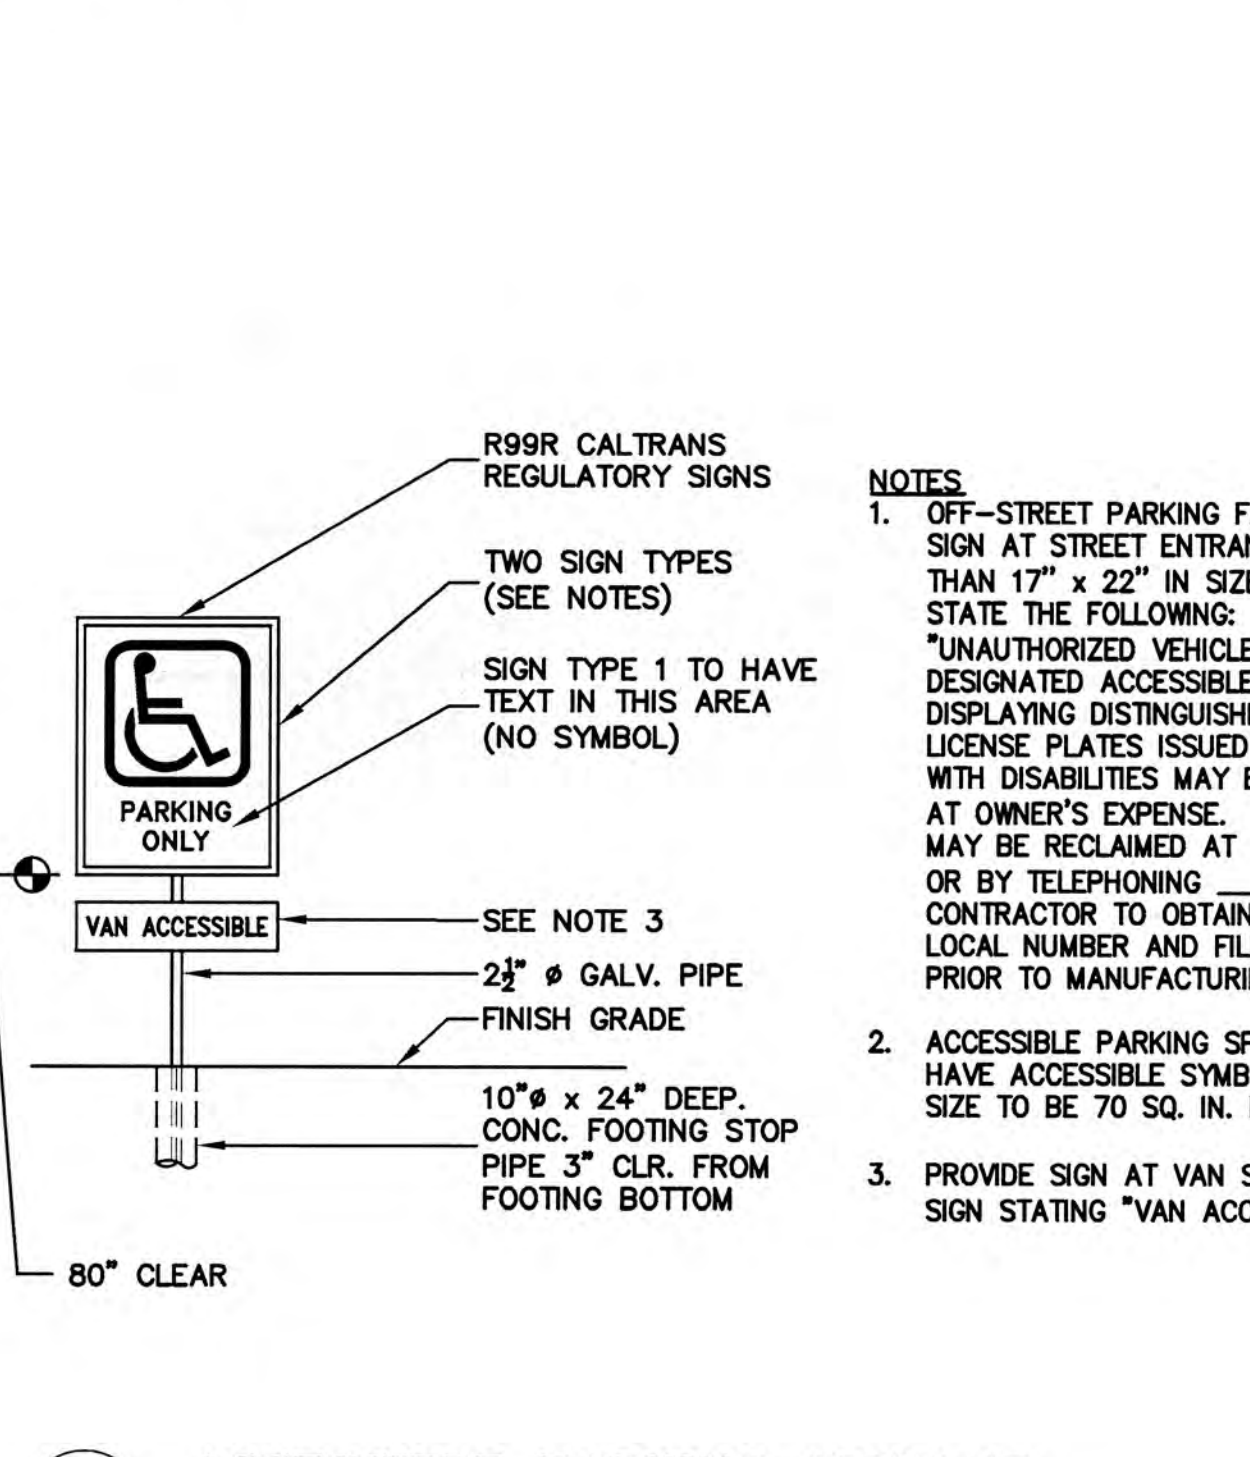 R99R CALTRANS
REGULATORY SIGNS
TWO SIGN TYPES
(SEE NOTES)
SIGN TYPE 1 TO HAVE
TEXT IN THIS AREA
(NO SYMBOL)
PARKING
ONLY
VAN ACCESSIBLE
SEE NOTE 3
2½" ø GALV. PIPE
FINISH GRADE
10"ø x 24" DEEP.
CONC. FOOTING STOP
PIPE 3" CLR. FROM
FOOTING BOTTOM
80" CLEAR
NOTES
1. OFF-STREET PARKING
SIGN AT STREET
THAN 17" x 22" IN
STATE THE FOLLOWING:
"UNAUTHORIZED
DESIGNATED ACCESSIBLE
DISPLAYING
LICENSE PLATES ISSUED
WITH DISABILITIES MAY
AT OWNER'S EXPENSE.
MAY BE RECLAIMED AT
OR BY TELEPHONING
CONTRACTOR TO OBTAIN
LOCAL NUMBER AND
PRIOR TO
2. ACCESSIBLE PARKING
HAVE ACCESSIBLE
SIZE TO BE 70 SQ. IN.
3. PROVIDE SIGN AT VAN
SIGN STATING "VAN